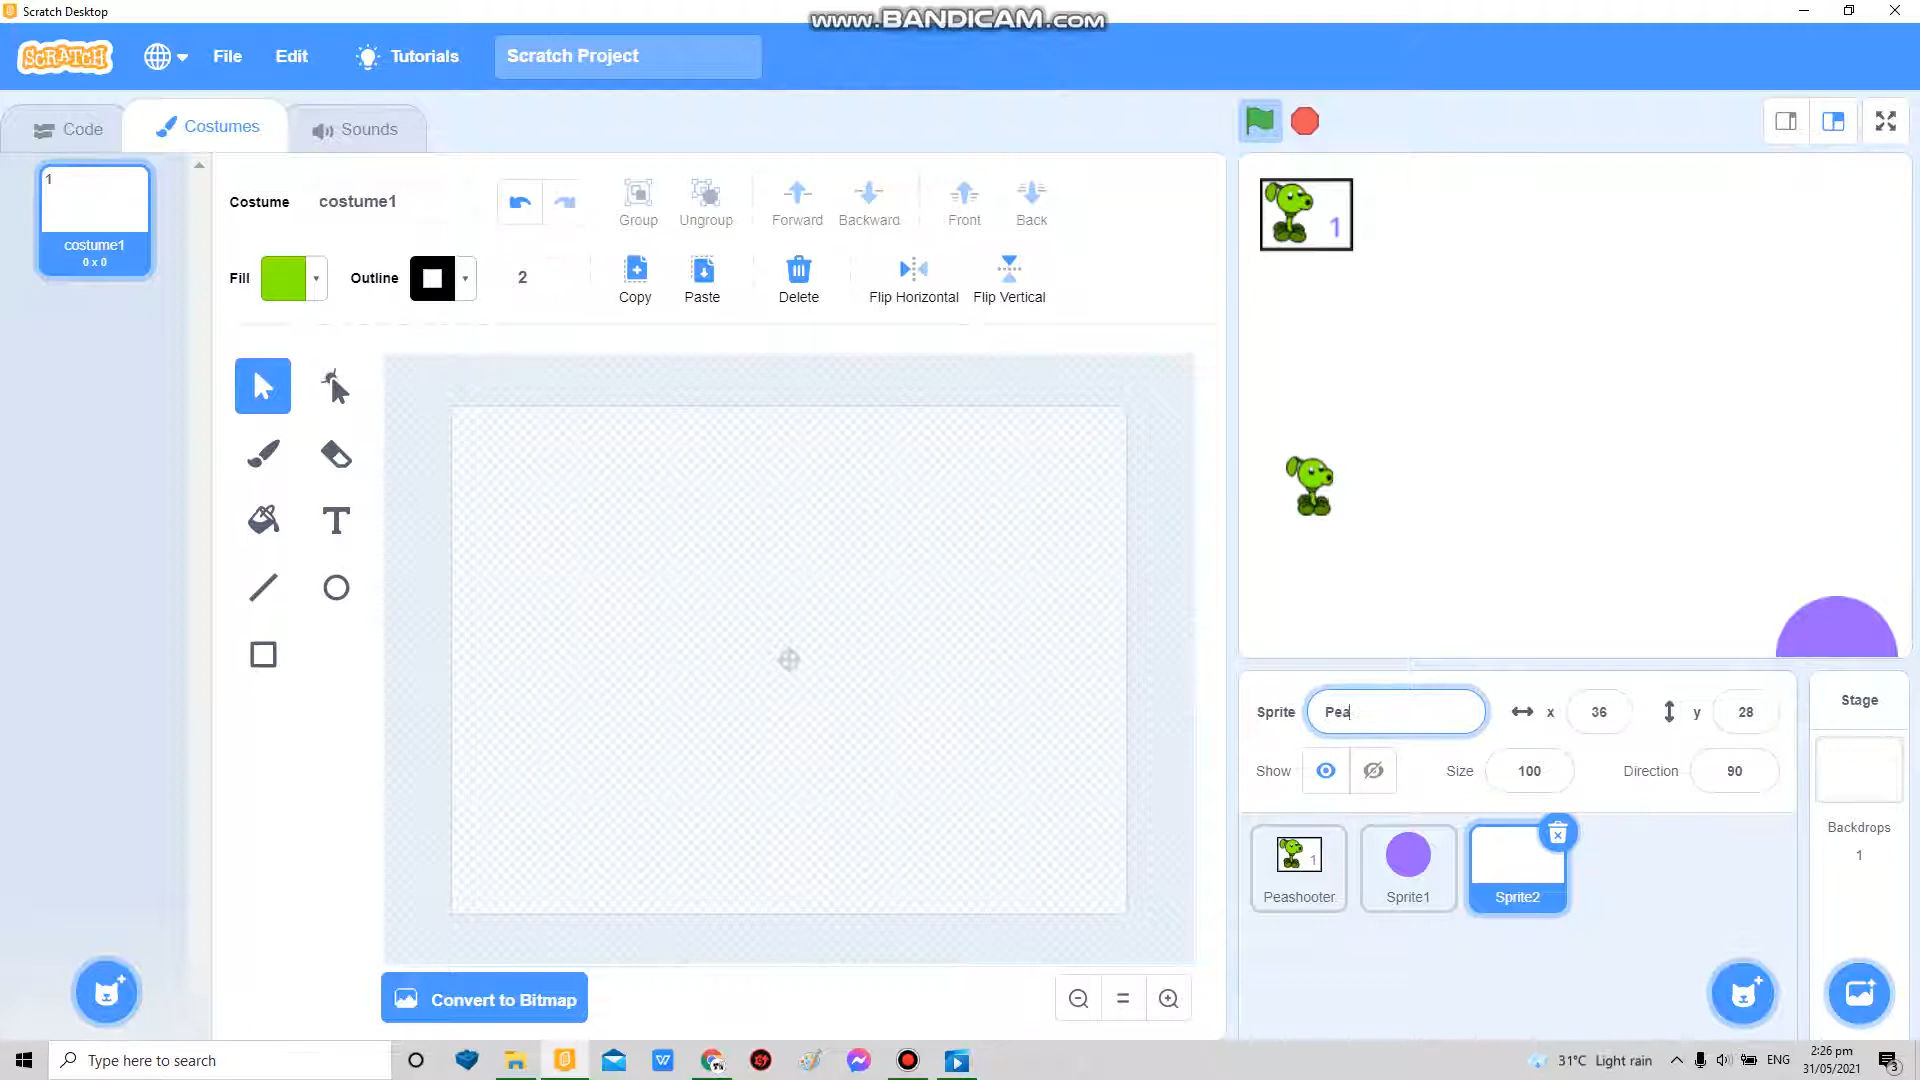 Scratch Desktop
www.BANDICAM.com
SCRATCH
File
Edit
Tutorials
Scratch Project
Code
Costumes
Sounds
1
costume1
0 x 0
Costume
costume1
Group
Ungroup
Forward
Backward
Front
Back
Fill
Outline
2
Copy
Paste
Delete
Flip Horizontal
Flip Vertical
T
Convert to Bitmap
=
1
Sprite
Pea
x
36
y
28
Show
Size
100
Direction
90
1
Peashooter
Sprite1
Sprite2
Stage
Backdrops
1
Type here to search
31°C Light rain
ENG
2:26 pm
31/05/2021
3